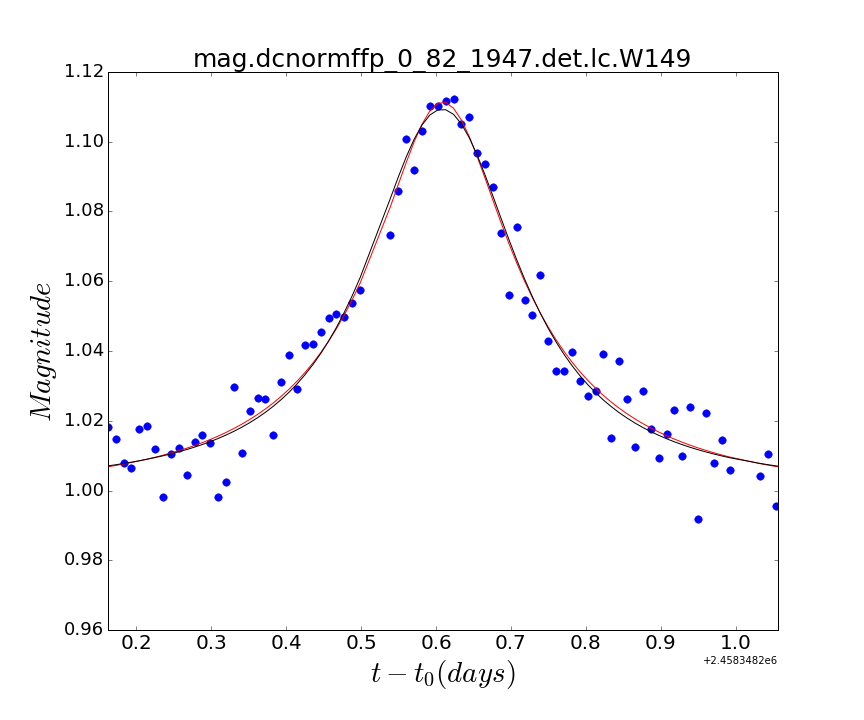 mag.dcnormffp_0_82_1947.det.lc.W149
1.12
1.10
1.08
1.06
1.04
1.02
1.00
0.98
0.96
Magnitude
0.2 0.3 0.4 0.5 0.6 0.7 0.8 0.9 1.0
+2.4583482e6
t − t₀(days)